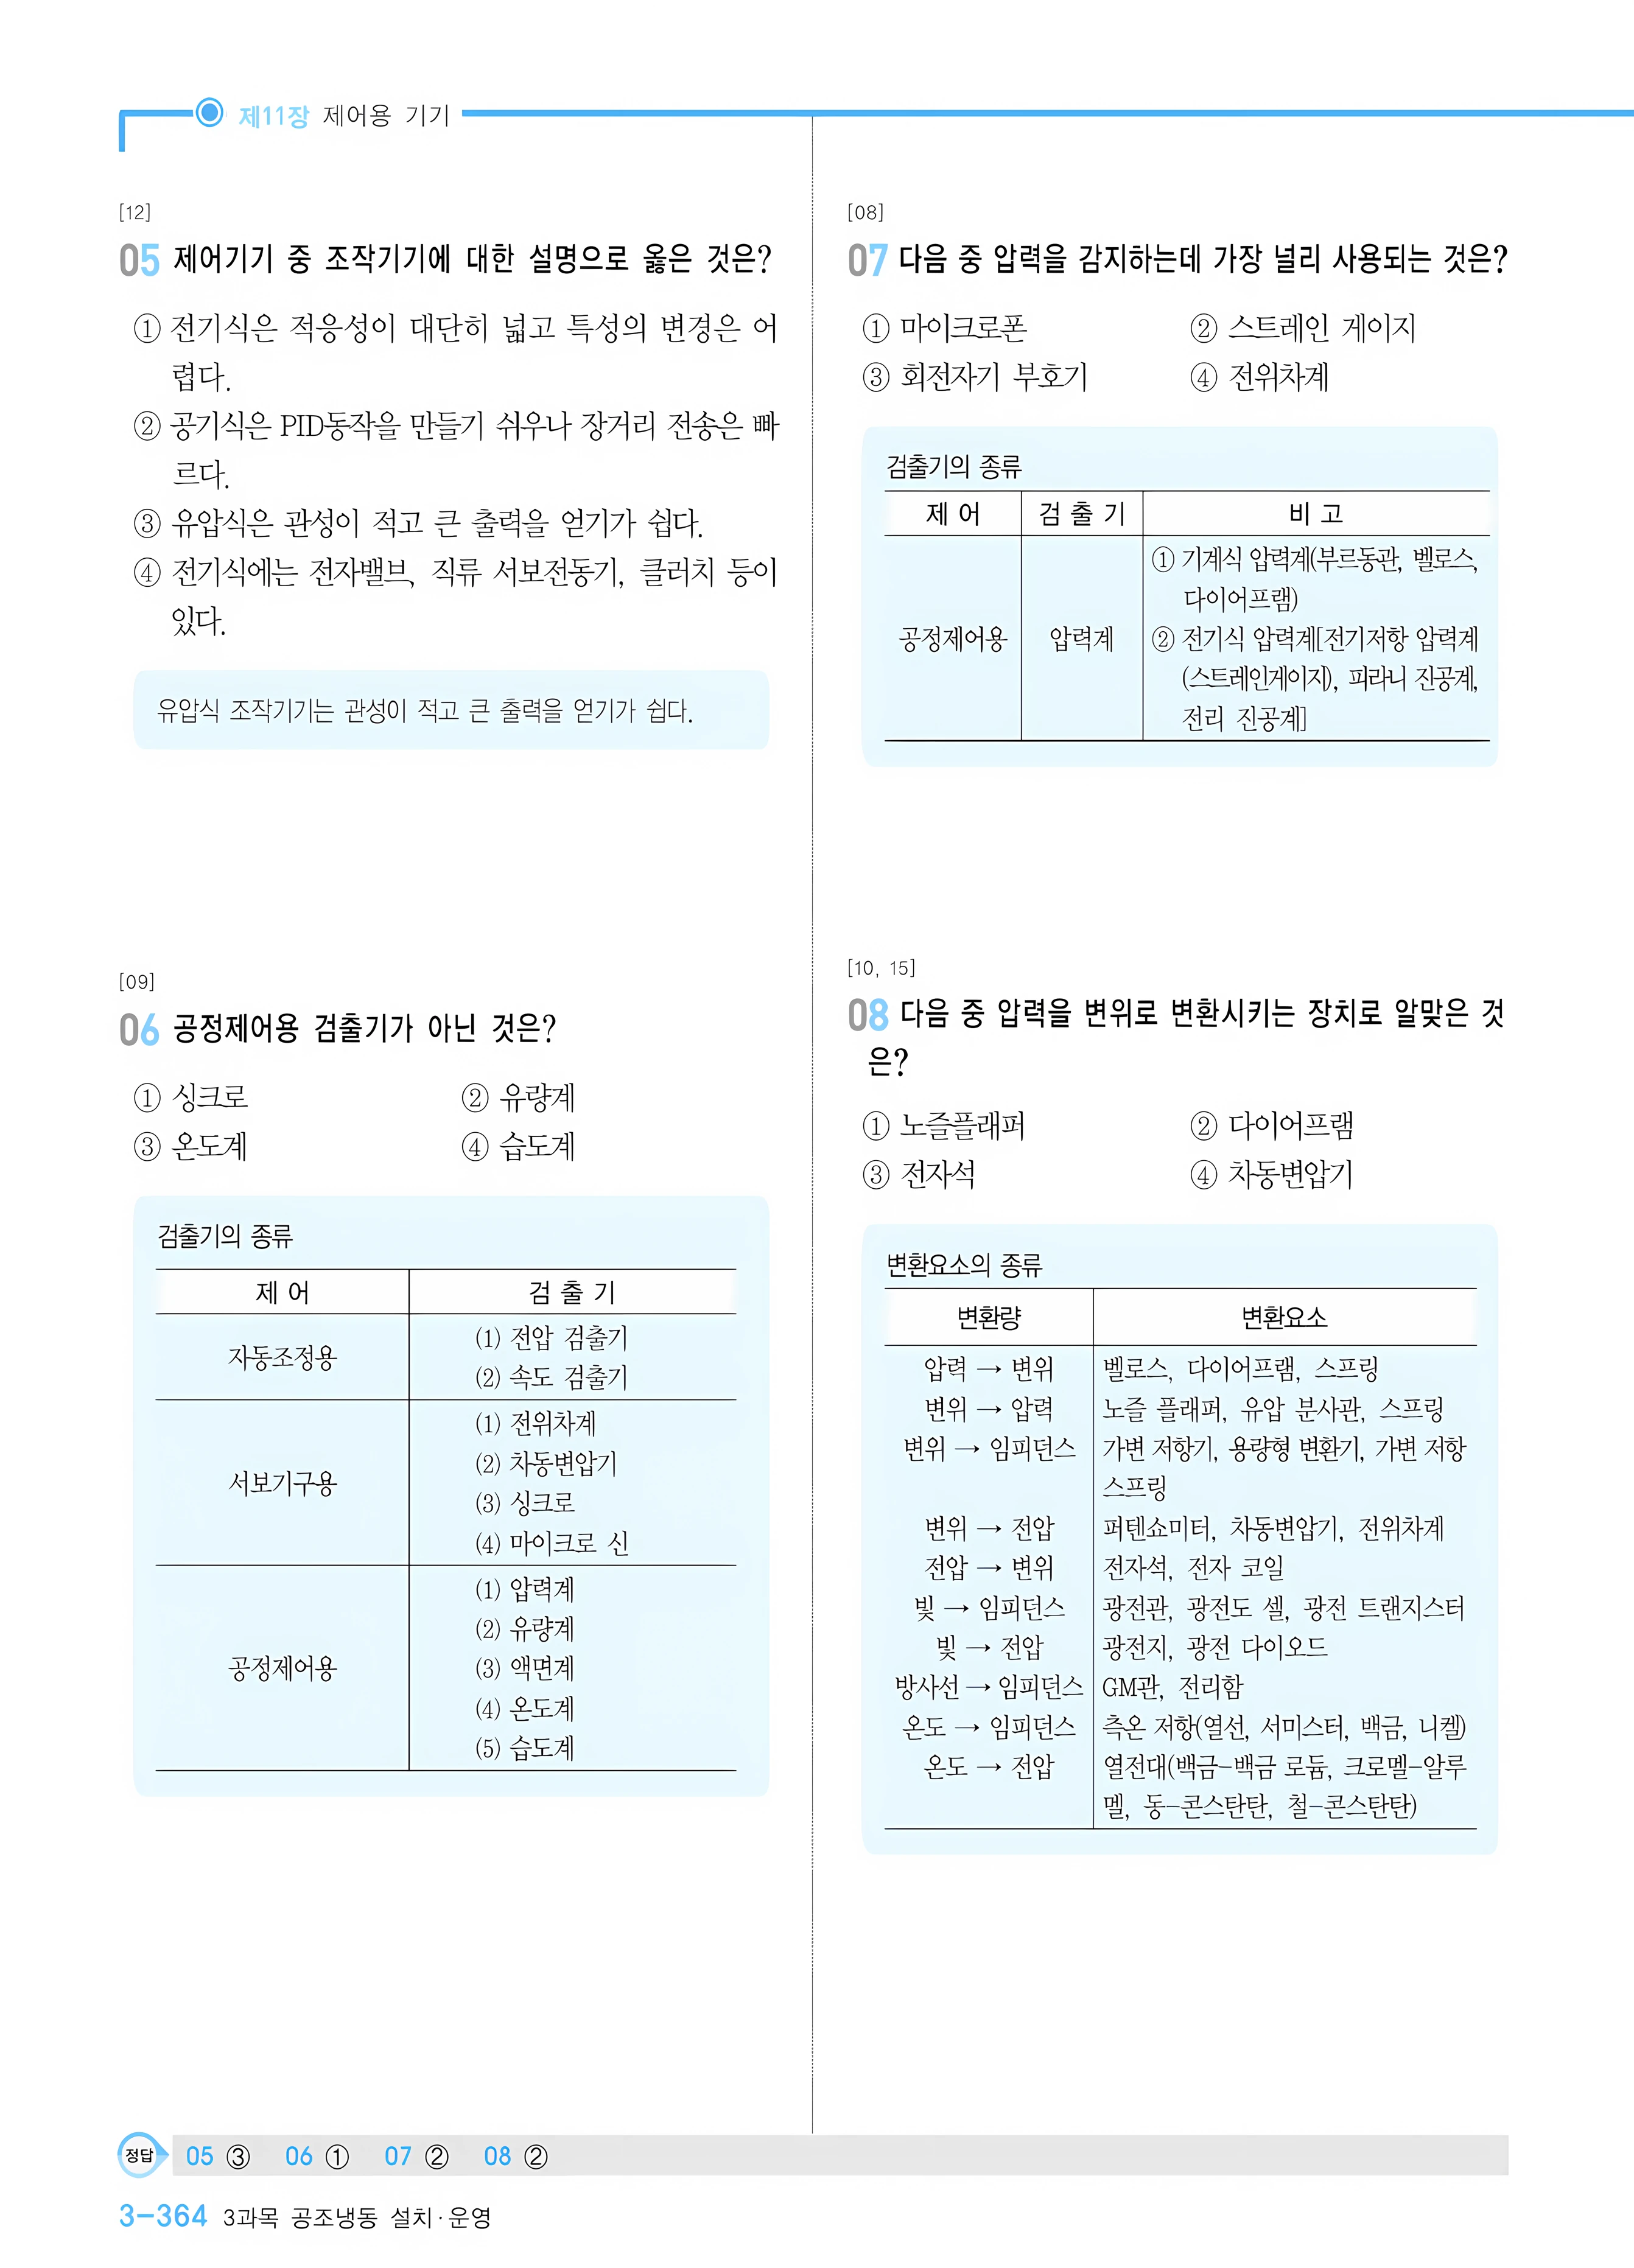 제11장 제어용 기기
[12]
05 제어기기 중 조작기기에 대한 설명으로 옳은 것은?
① 전기식은 적응성이 대단히 넓고 특성의 변경은 어
렵다.
② 공기식은 PID동작을 만들기 쉬우나 장거리 전송은 빠
르다.
③ 유압식은 관성이 적고 큰 출력을 얻기가 쉽다.
④ 전기식에는 전자밸브, 직류 서보전동기, 클러치 등이
있다.
유압식 조작기기는 관성이 적고 큰 출력을 얻기가 쉽다.
[09]
06 공정제어용 검출기가 아닌 것은?
① 싱크로 ② 유량계
③ 온도계 ④ 습도계
검출기의 종류
제 어 검 출 기
자동조정용
(1) 전압 검출기
(2) 속도 검출기
서보기구용
(1) 전위차계
(2) 차동변압기
(3) 싱크로
(4) 마이크로 신
공정제어용
(1) 압력계
(2) 유량계
(3) 액면계
(4) 온도계
(5) 습도계
[08]
07 다음 중 압력을 감지하는데 가장 널리 사용되는 것은?
① 마이크로폰 ② 스트레인 게이지
③ 회전자기 부호기 ④ 전위차계
검출기의 종류
제 어 검 출 기 비 고
공정제어용 압력계
① 기계식 압력계(부르동관, 벨로스,
다이어프램)
② 전기식 압력계[전기저항 압력계
(스트레인게이지), 피라니 진공계,
전리 진공계]
[10, 15]
08 다음 중 압력을 변위로 변환시키는 장치로 알맞은 것
은?
① 노즐플래퍼 ② 다이어프램
③ 전자석 ④ 차동변압기
변환요소의 종류
변환량 변환요소
압력 → 변위 벨로스, 다이어프램, 스프링
변위 → 압력 노즐 플래퍼, 유압 분사관, 스프링
변위 → 임피던스 가변 저항기, 용량형 변환기, 가변 저항
스프링
변위 → 전압 퍼텐쇼미터, 차동변압기, 전위차계
전압 → 변위 전자석, 전자 코일
빛 → 임피던스 광전관, 광전도 셀, 광전 트랜지스터
빛 → 전압 광전지, 광전 다이오드
방사선 → 임피던스 GM관, 전리함
온도 → 임피던스 측온 저항(열선, 서미스터, 백금, 니켈)
온도 → 전압 열전대(백금-백금 로듐, 크로멜-알루
멜, 동-콘스탄탄, 철-콘스탄탄)
정답 05 ③ 06 ① 07 ② 08 ②
3-364 3과목 공조냉동 설치·운영